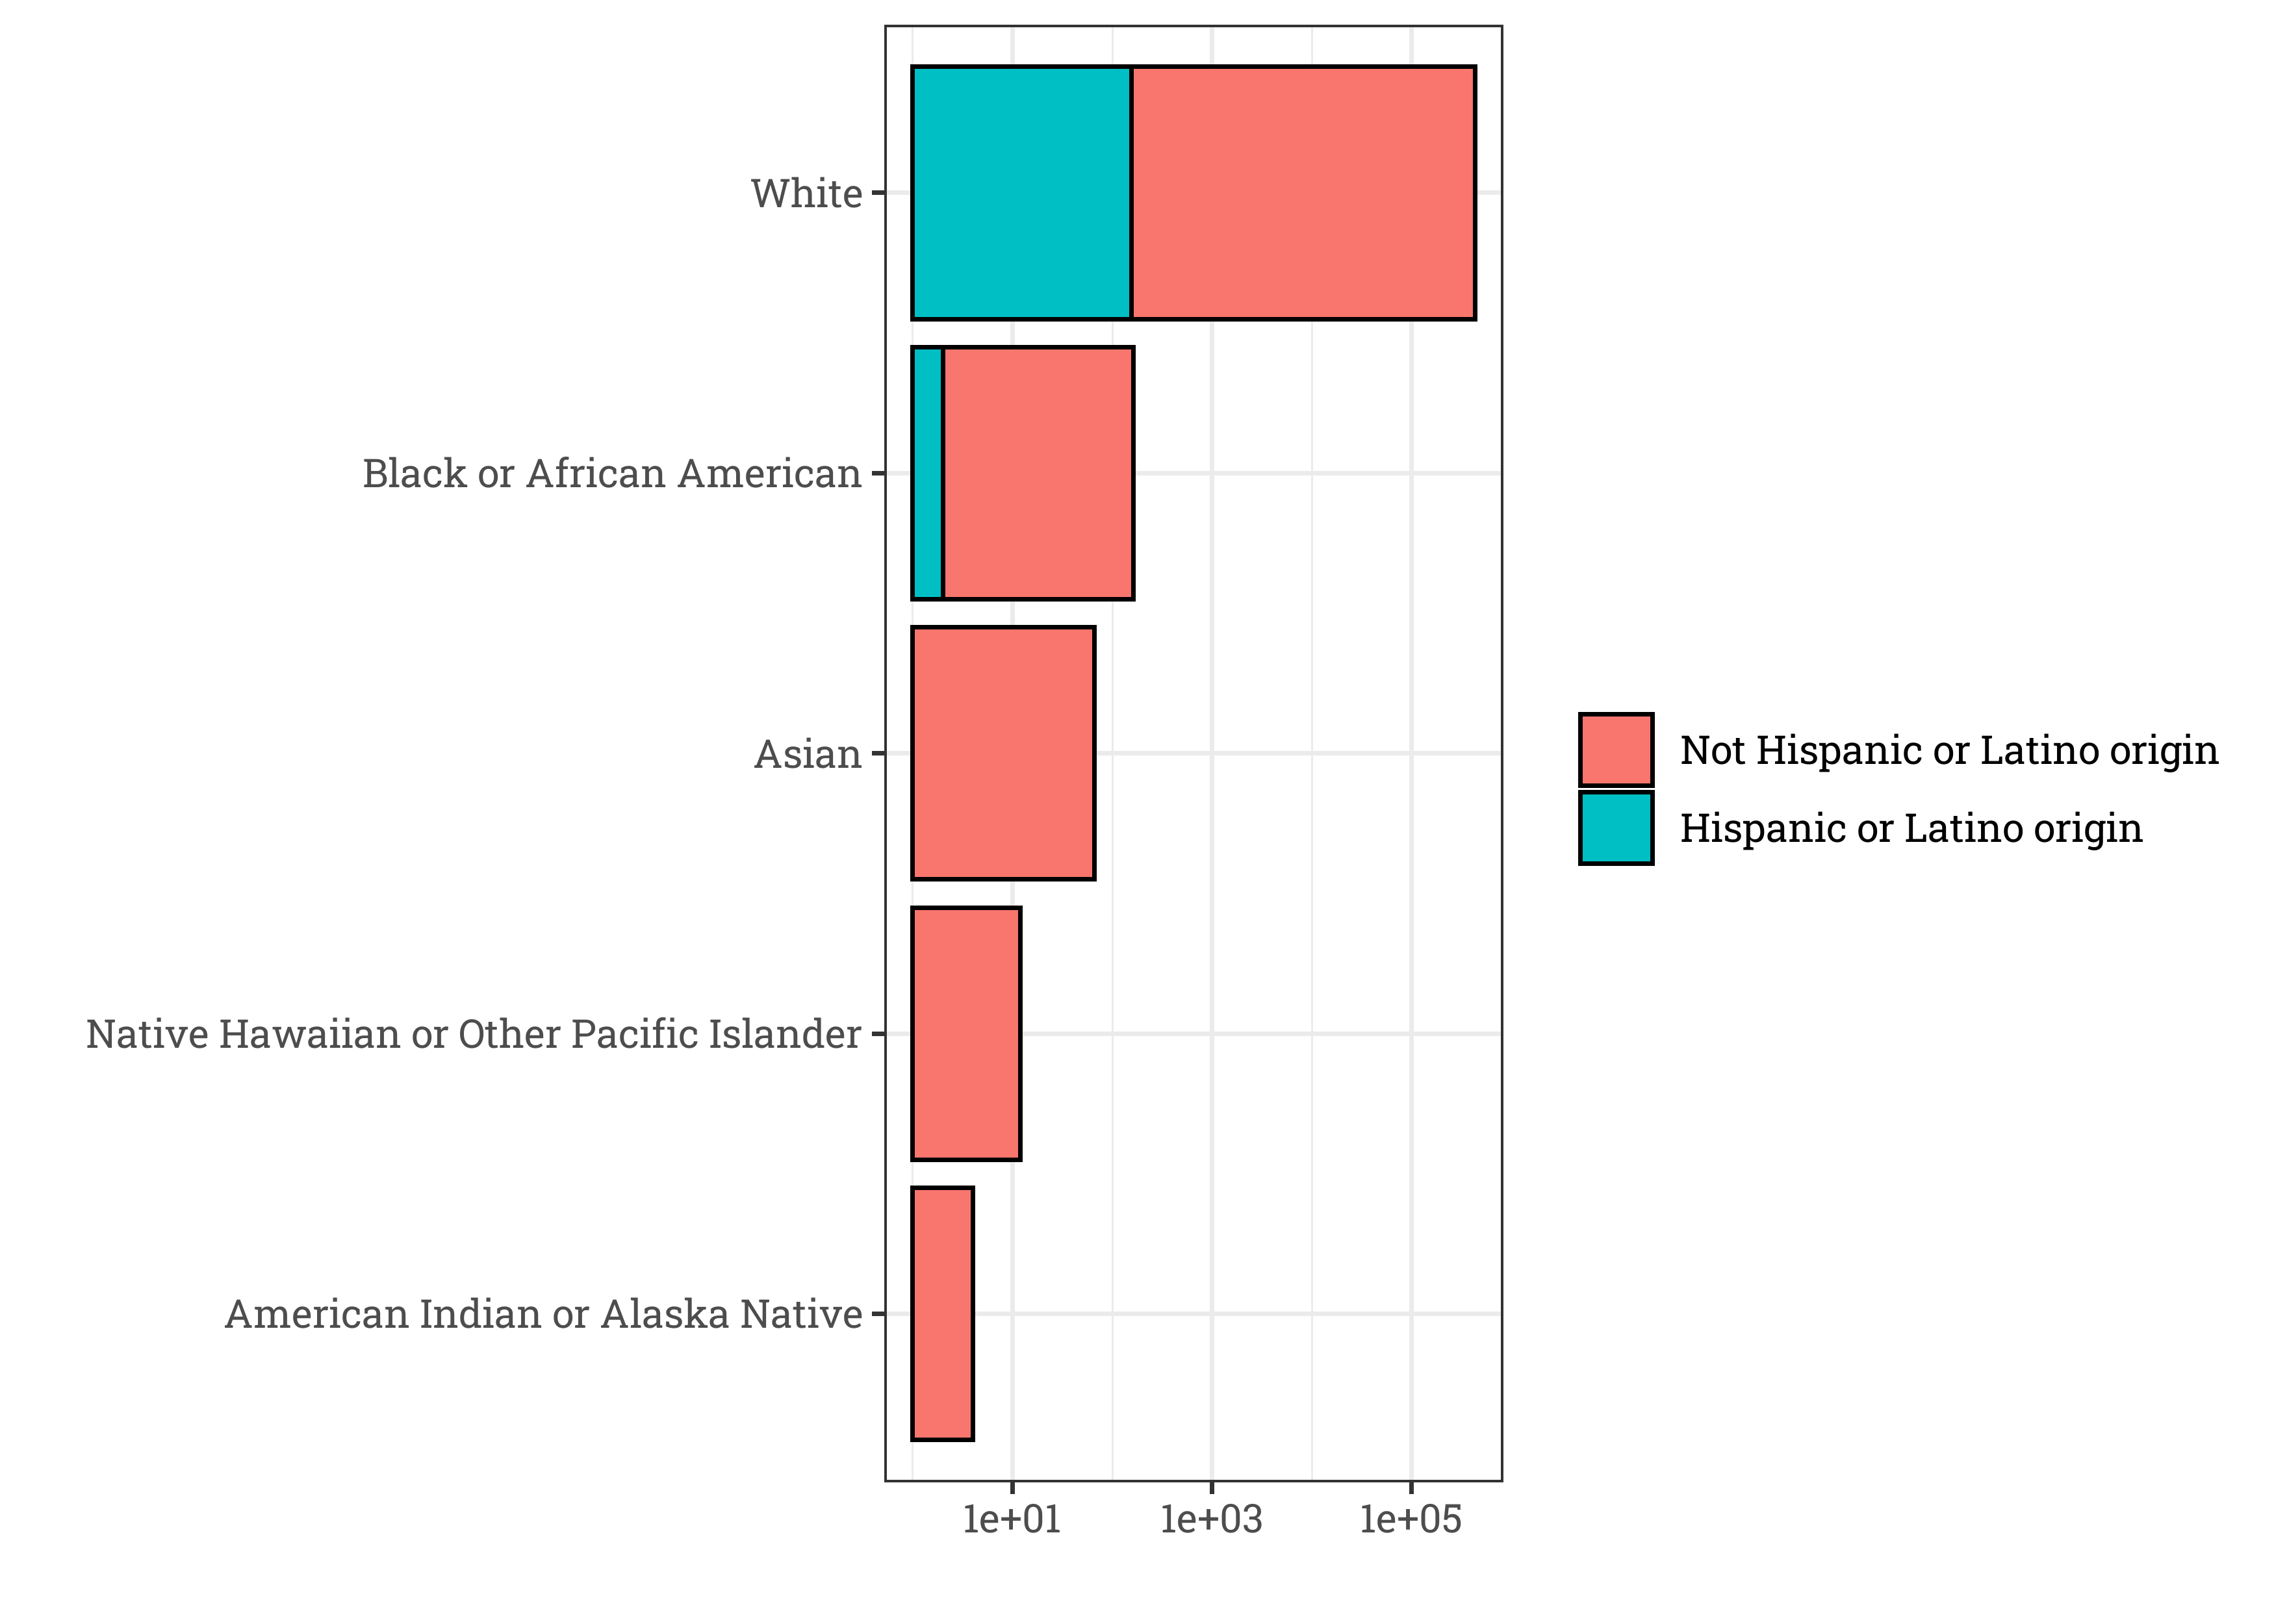 White
Black or African American
Asian
Native Hawaiian or Other Pacific Islander
American Indian or Alaska Native
1e+01 1e+03 1e+05
Not Hispanic or Latino origin
Hispanic or Latino origin